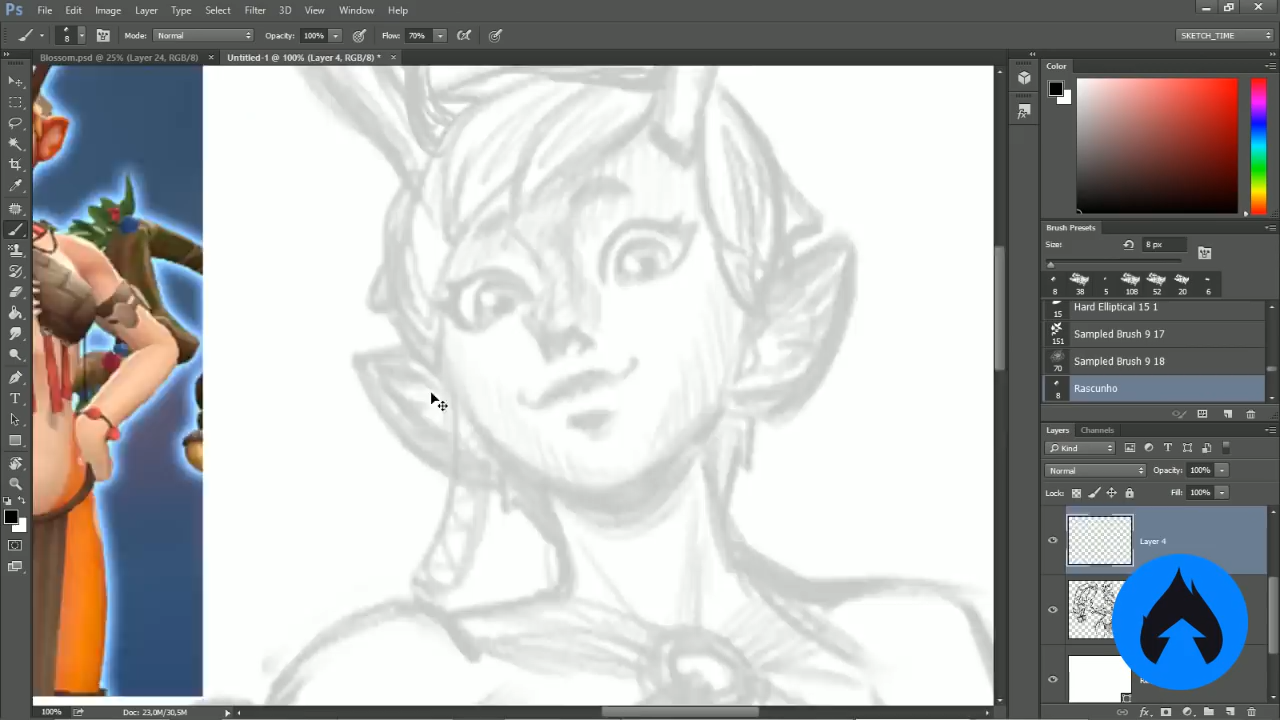 Ps File Edit Image Layer Type Select Filter 3D View Window Help
8 Mode: Normal Opacity: 100% Flow: 70% SKETCH_TIME
Blossom.psd @ 25% (Layer 24, RGB/8) × Untitled-1 @ 100% (Layer 4, RGB/8) * ×
Color
Brush Presets
Size: 8 px
8 38 5 108 52 20 6
Hard Elliptical 15 1
15
Sampled Brush 9 17
151
Sampled Brush 9 18
70
Rascunho
8
Layers Channels
Kind
Normal Opacity: 100%
Lock: Fill: 100%
Layer 4
100% Doc: 23,0M/30,5M